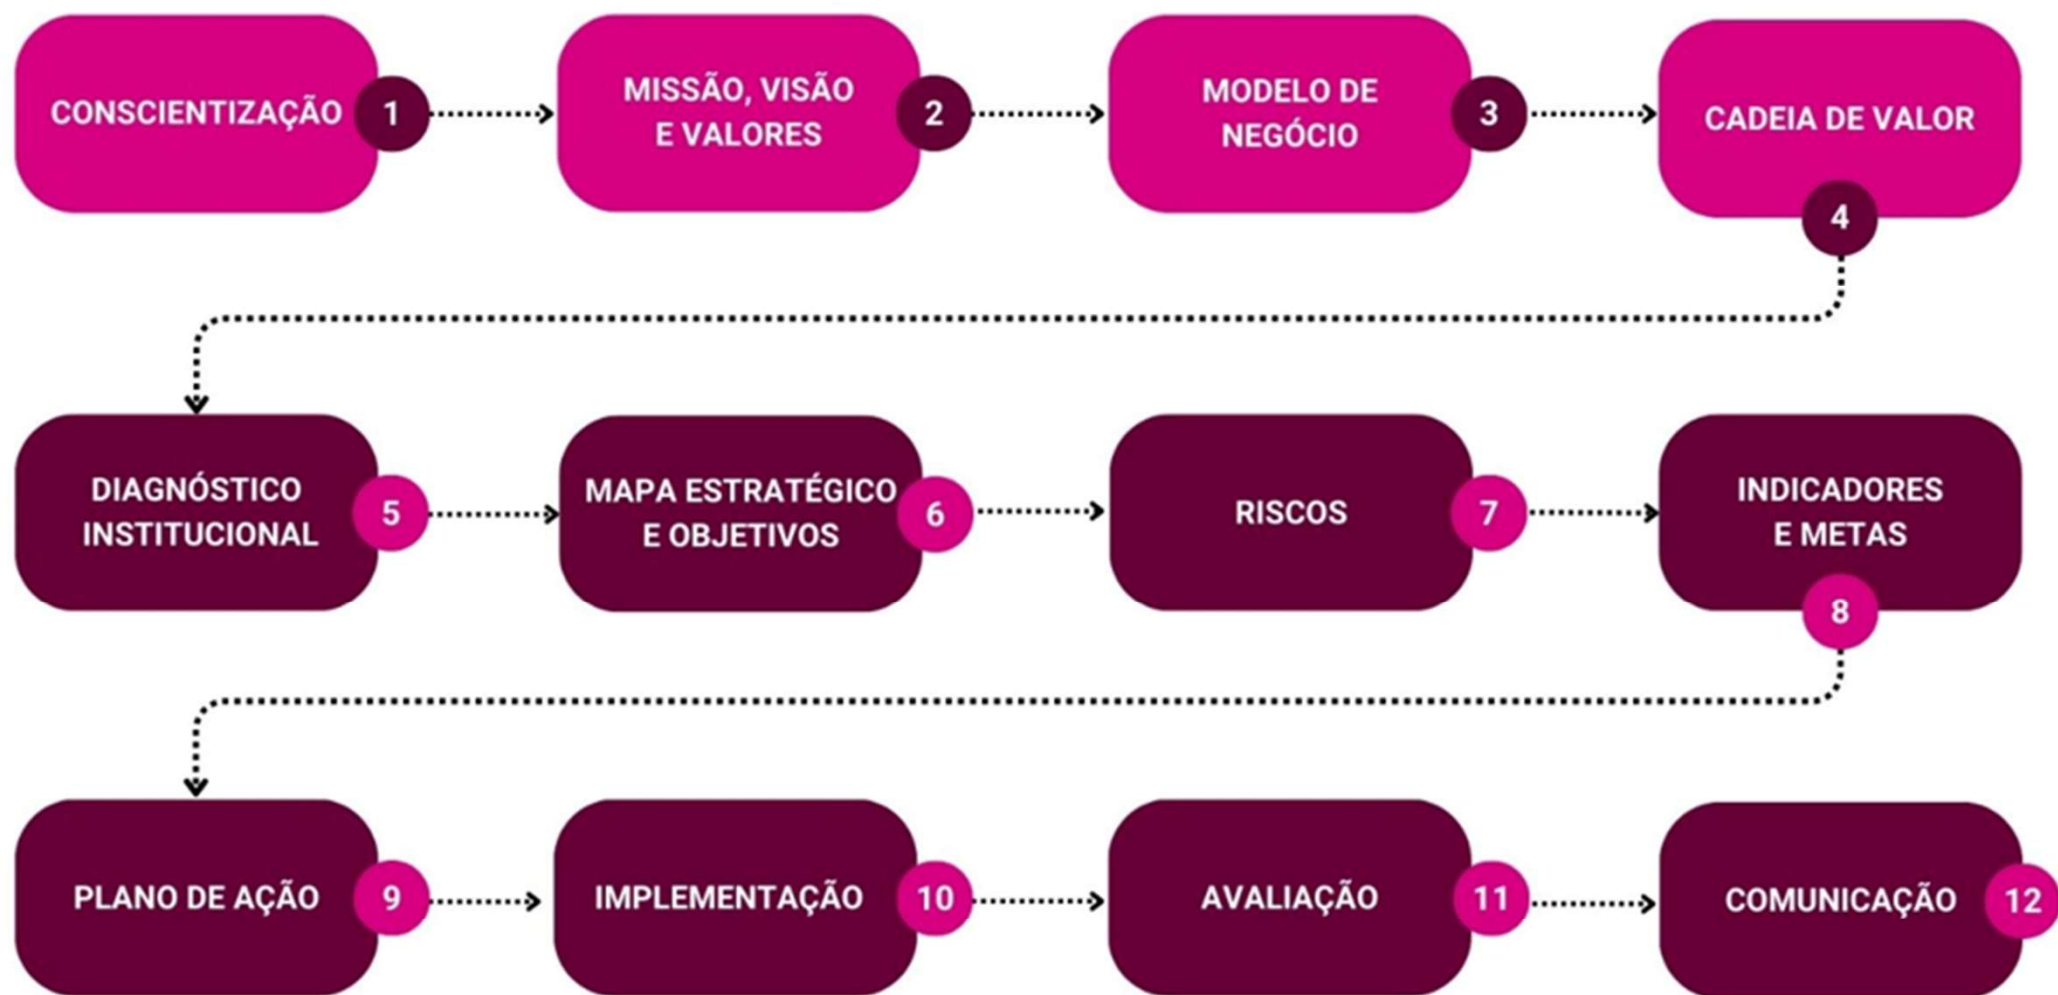 CONSCIENTIZAÇÃO
1
MISSÃO, VISÃO
E VALORES
2
MODELO DE
NEGÓCIO
3
CADEIA DE VALOR
4
DIAGNÓSTICO
INSTITUCIONAL
5
MAPA ESTRATÉGICO
E OBJETIVOS
6
RISCOS
7
INDICADORES
E METAS
8
PLANO DE AÇÃO
9
IMPLEMENTAÇÃO
10
AVALIAÇÃO
11
COMUNICAÇÃO
12